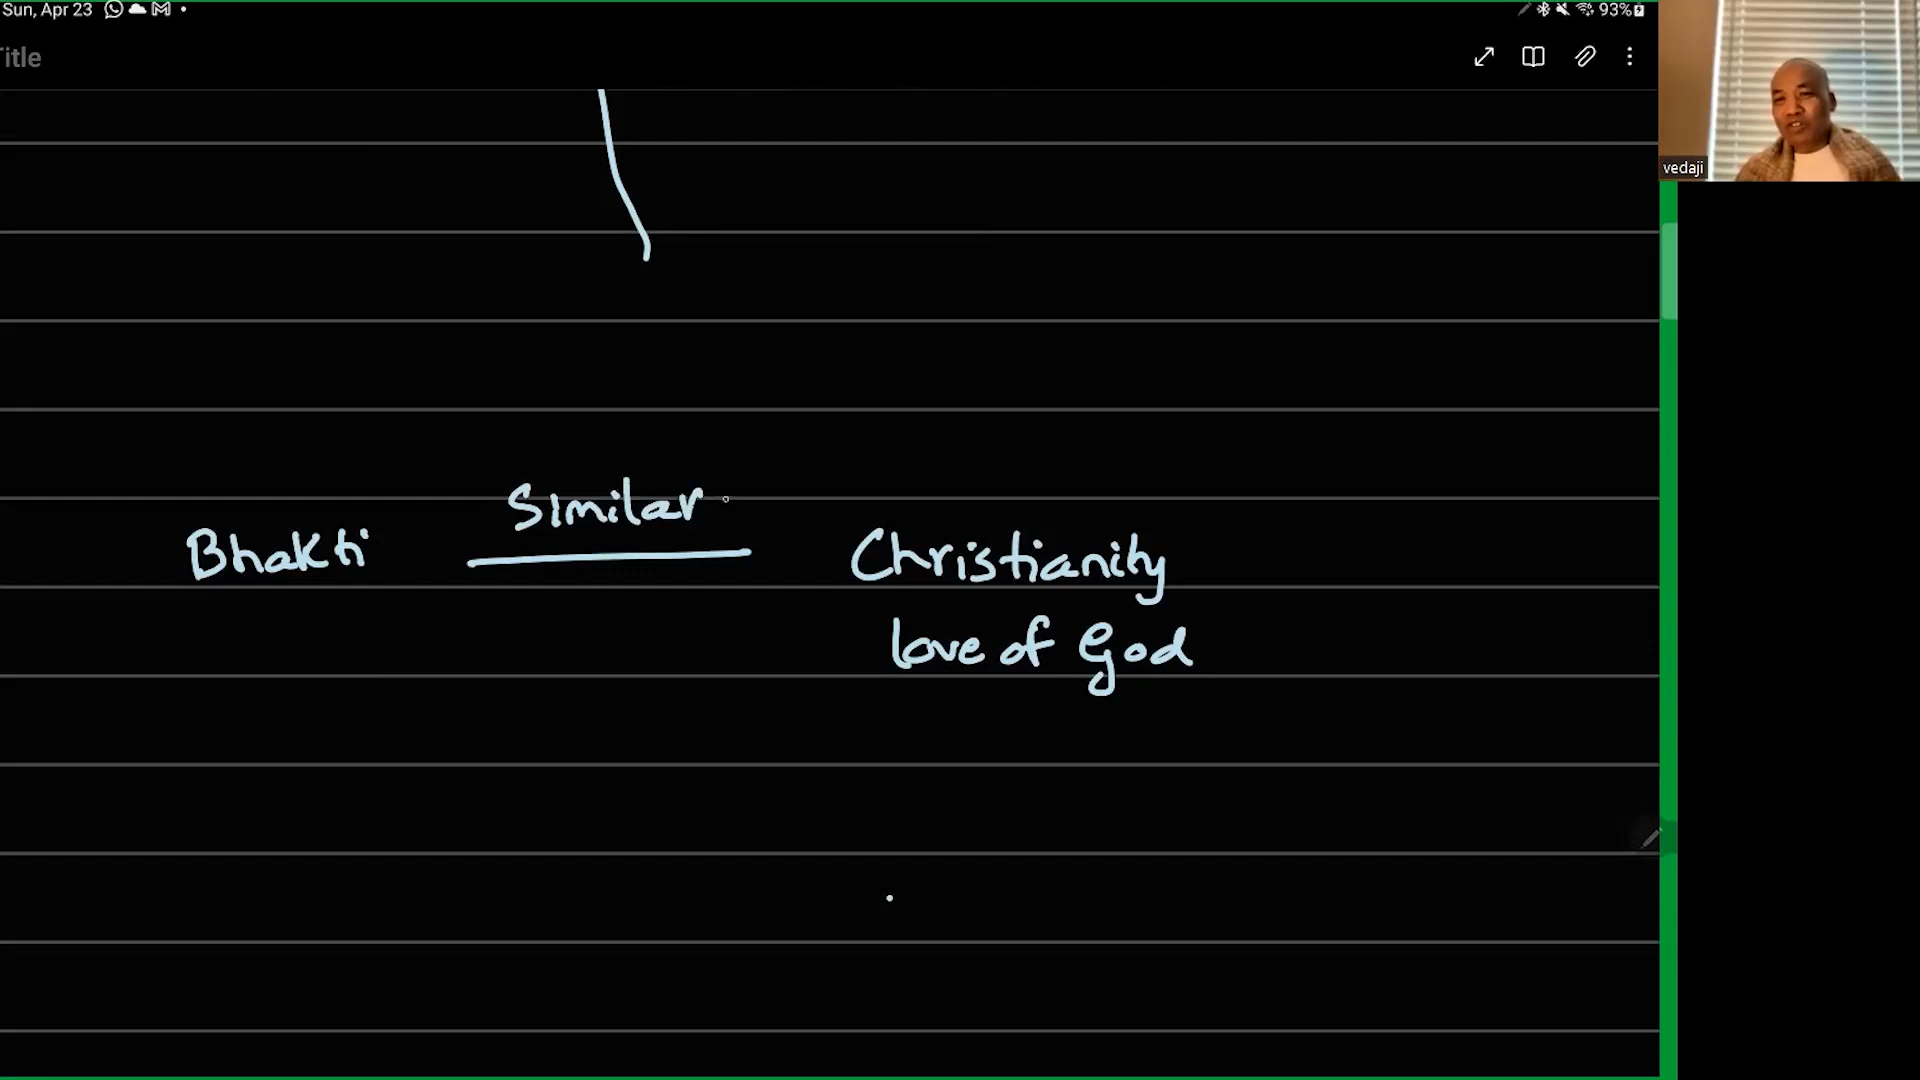 Sun, Apr 23
93%
Title
vedaji
Similar
Bhakti
Christianity
love of God